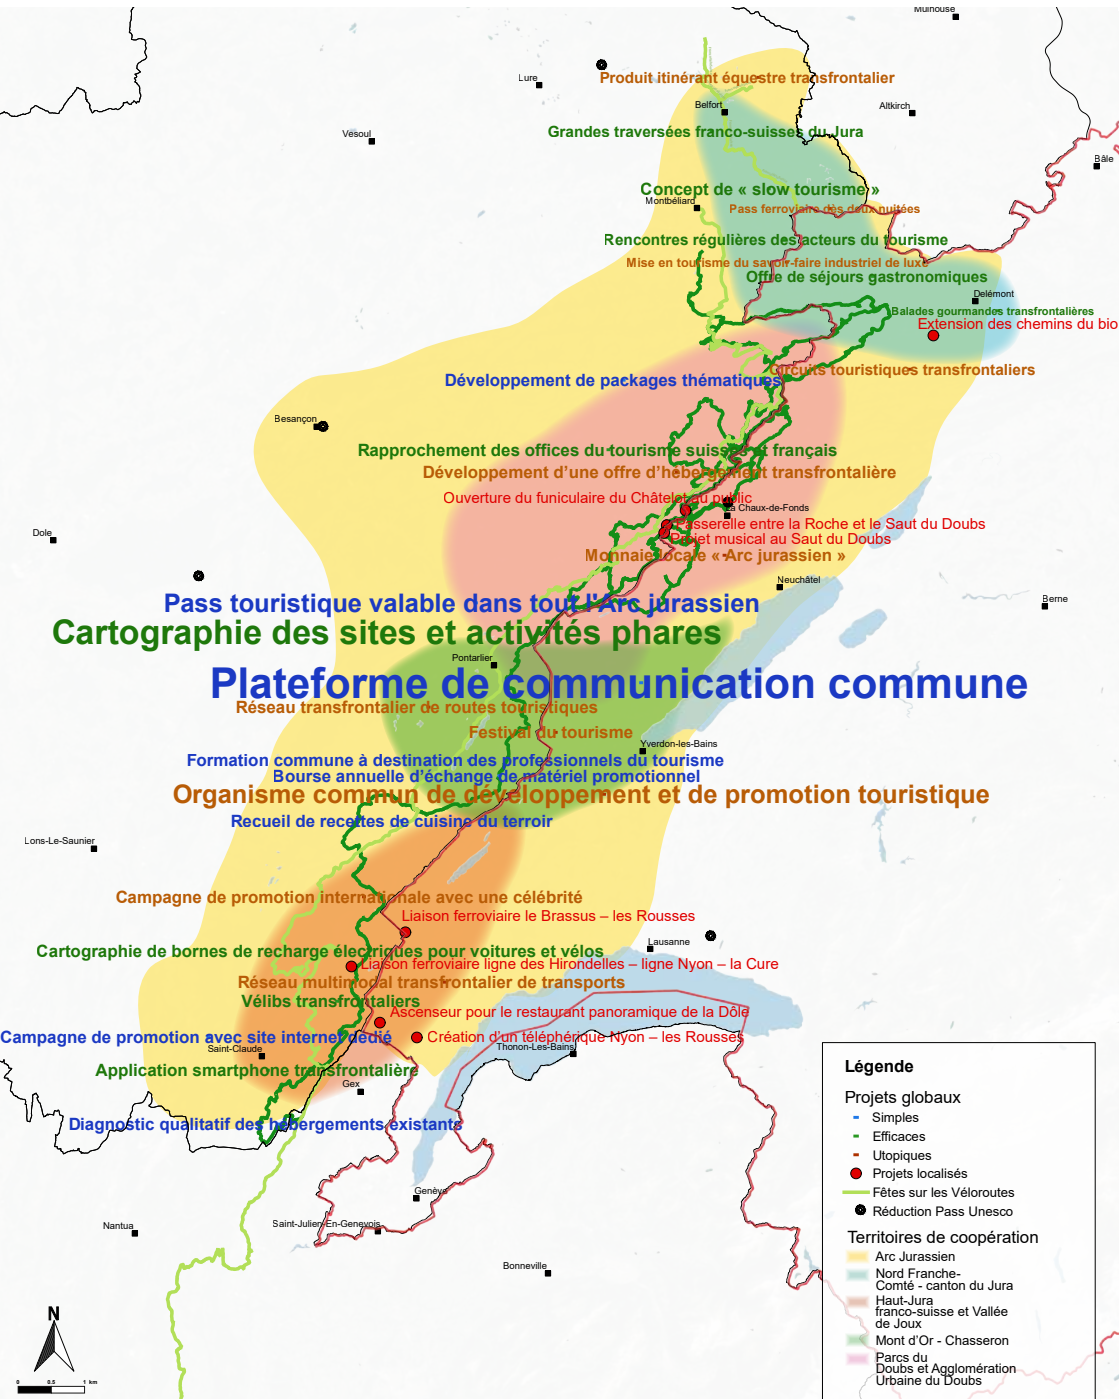 Mulhouse
Lure
Produit itinérant équestre transfrontalier
Belfort
Altkirch
Vesoul
Grandes traversées franco-suisses du Jura
Bâle
Concept de « slow tourisme »
Montbéliard
Pass ferroviaire dès deux nuitées
Rencontres régulières des acteurs du tourisme
Mise en tourisme du savoir-faire industriel de luxe
Offre de séjours gastronomiques
Delémont
Balades gourmandes transfrontalières
Extension des chemins du bio
Circuits touristiques transfrontaliers
Développement de packages thématiques
Besançon
Rapprochement des offices du tourisme suisses et français
Développement d'une offre d'hébergement transfrontalière
Ouverture du funiculaire du Châtelot au public
La Chaux-de-Fonds
Passerelle entre la Roche et le Saut du Doubs
Dole
Projet musical au Saut du Doubs
Monnaie locale « Arc jurassien »
Neuchâtel
Berne
Pass touristique valable dans tout l'Arc jurassien
Cartographie des sites et activités phares
Pontarlier
Plateforme de communication commune
Réseau transfrontalier de routes touristiques
Festival du tourisme
Yverdon-les-Bains
Formation commune à destination des professionnels du tourisme
Bourse annuelle d'échange de matériel promotionnel
Organisme commun de développement et de promotion touristique
Recueil de recettes de cuisine du terroir
Lons-Le-Saunier
Campagne de promotion internationale avec une célébrité
Liaison ferroviaire le Brassus – les Rousses
Lausanne
Cartographie de bornes de recharge électriques pour voitures et vélos
Liaison ferroviaire ligne des Hirondelles – ligne Nyon – la Cure
Réseau multimodal transfrontalier de transports
Vélibs transfrontaliers
Ascenseur pour le restaurant panoramique de la Dôle
Campagne de promotion avec site internet dédié
Création d'un téléphérique Nyon – les Rousses
Saint-Claude
Thonon-Les-Bains
Application smartphone transfrontalière
Gex
Diagnostic qualitatif des hébergements existants
Genève
Nantua
Saint-Julien-En-Genevois
Bonneville
N
0 0.5 1 km
Légende
Projets globaux
Simples
Efficaces
Utopiques
Projets localisés
Fêtes sur les Véloroutes
Réduction Pass Unesco
Territoires de coopération
Arc Jurassien
Nord Franche-
Comté - canton du Jura
Haut-Jura
franco-suisse et Vallée
de Joux
Mont d'Or - Chasseron
Parcs du
Doubs et Agglomération
Urbaine du Doubs